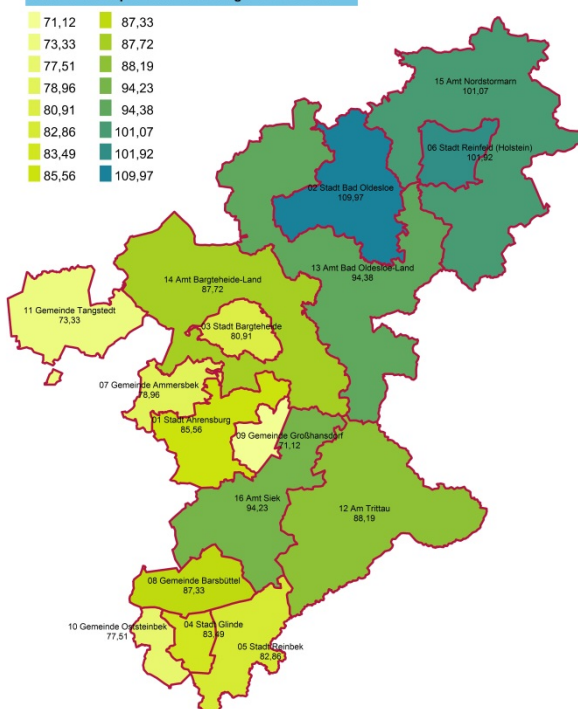 71,12
73,33
77,51
78,96
80,91
82,86
83,49
85,56
87,33
87,72
88,19
94,23
94,38
101,07
101,92
109,97
15 Amt Nordstormarn
101,07
06 Stadt Reinfeld (Holstein)
101,92
02 Stadt Bad Oldesloe
109,97
13 Amt Bad Oldesloe-Land
94,38
14 Amt Bargteheide-Land
87,72
11 Gemeinde Tangstedt
73,33
03 Stadt Bargteheide
80,91
07 Gemeinde Ammersbek
78,96
01 Stadt Ahrensburg
85,56
09 Gemeinde Großhansdorf
71,12
16 Amt Siek
94,23
12 Amt Trittau
88,19
08 Gemeinde Barsbüttel
87,33
10 Gemeinde Oststeinbek
77,51
04 Stadt Glinde
83,49
05 Stadt Reinbek
82,86